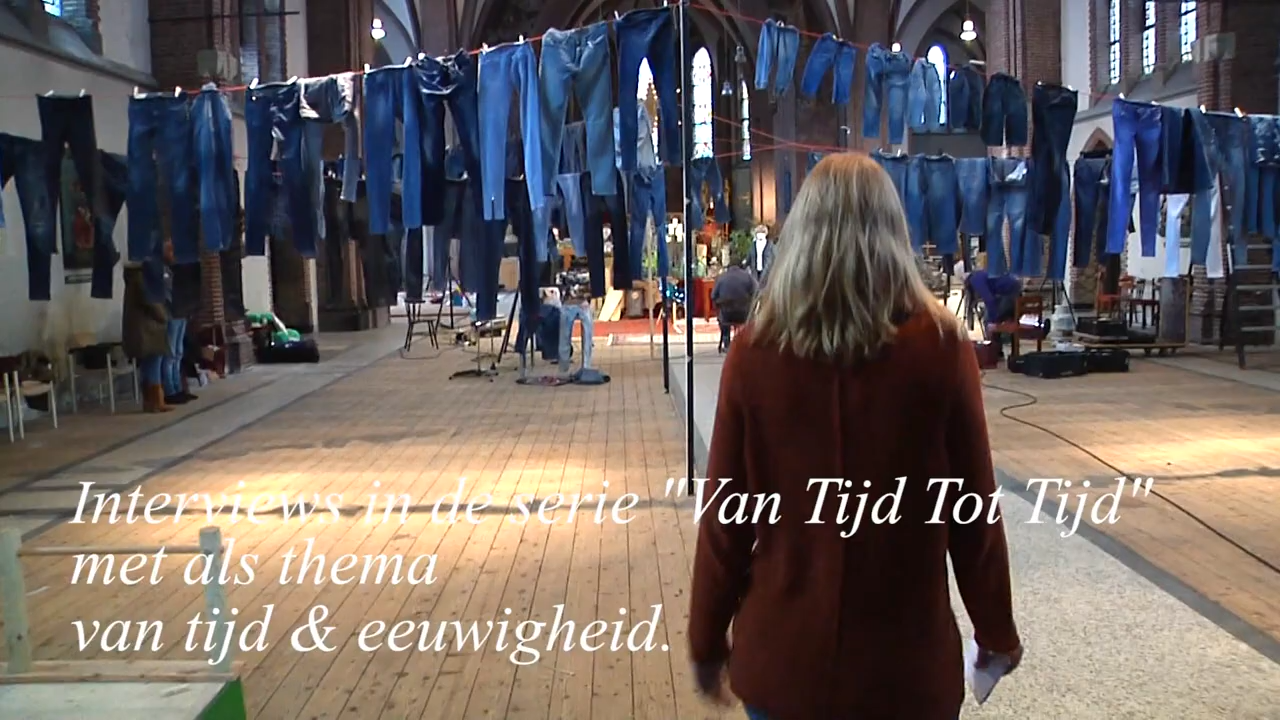 Interviews in de serie "Van Tijd Tot Tijd"
met als thema
van tijd & eeuwigheid.